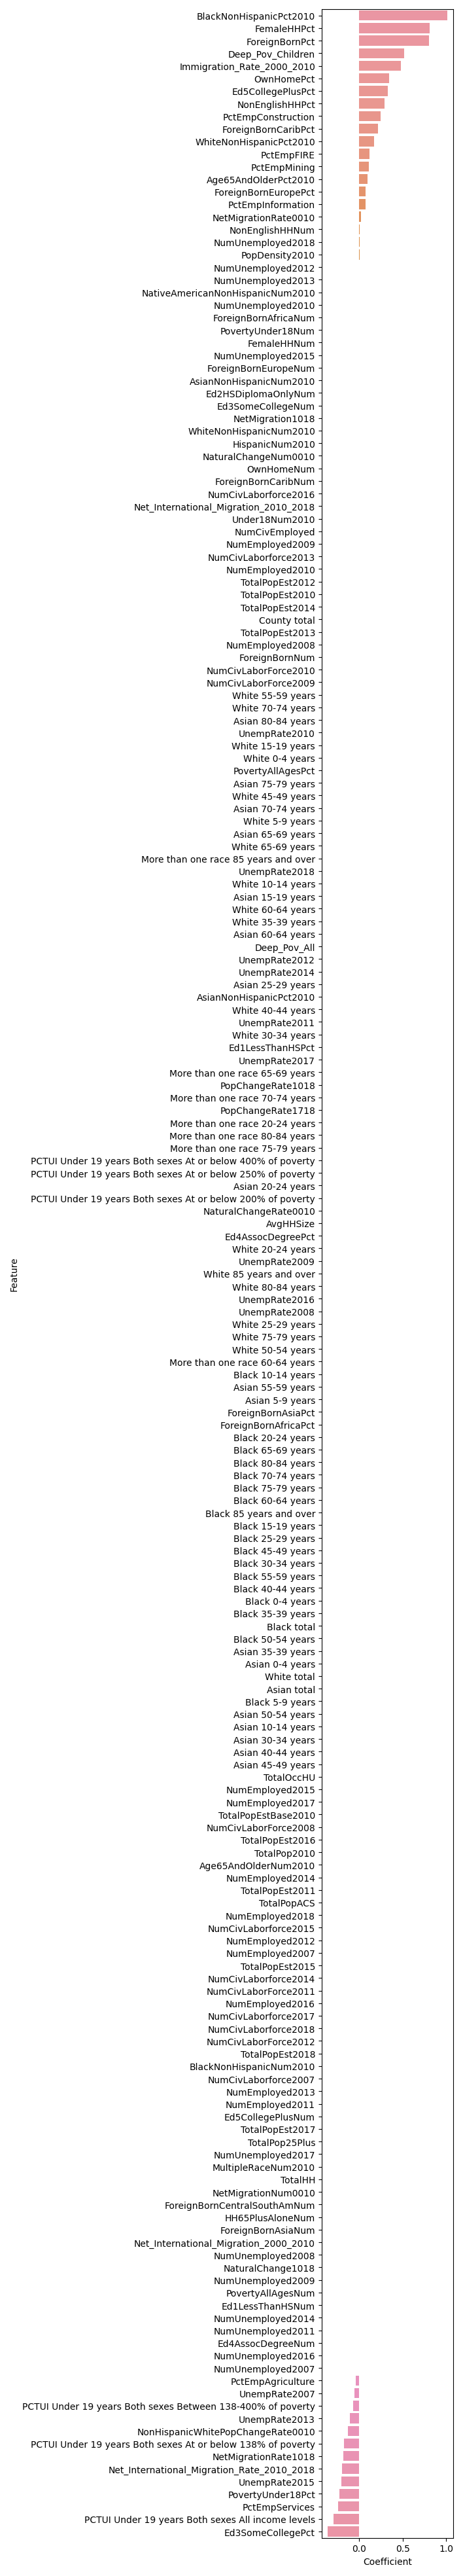 BlackNonHispanicPct2010
FemaleHHPct
ForeignBornPct
Deep_Pov_Children
Immigration_Rate_2000_2010
OwnHomePct
Ed5CollegePlusPct
NonEnglishHHPct
PctEmpConstruction
ForeignBornCaribPct
WhiteNonHispanicPct2010
PctEmpFIRE
PctEmpMining
Age65AndOlderPct2010
ForeignBornEuropePct
PctEmpInformation
NetMigrationRate0010
NonEnglishHHNum
NumUnemployed2018
PopDensity2010
NumUnemployed2012
NumUnemployed2013
NativeAmericanNonHispanicNum2010
NumUnemployed2010
ForeignBornAfricaNum
PovertyUnder18Num
FemaleHHNum
NumUnemployed2015
ForeignBornEuropeNum
AsianNonHispanicNum2010
Ed2HSDiplomaOnlyNum
Ed3SomeCollegeNum
NetMigration1018
WhiteNonHispanicNum2010
HispanicNum2010
NaturalChangeNum0010
OwnHomeNum
ForeignBornCaribNum
NumCivLaborforce2016
Net_International_Migration_2010_2018
Under18Num2010
NumCivEmployed
NumEmployed2009
NumCivLaborforce2013
NumEmployed2010
TotalPopEst2012
TotalPopEst2010
TotalPopEst2014
County total
TotalPopEst2013
NumEmployed2008
ForeignBornNum
NumCivLaborForce2010
NumCivLaborForce2009
White 55-59 years
White 70-74 years
Asian 80-84 years
UnempRate2010
White 15-19 years
White 0-4 years
PovertyAllAgesPct
Asian 75-79 years
White 45-49 years
Asian 70-74 years
White 5-9 years
Asian 65-69 years
White 65-69 years
More than one race 85 years and over
UnempRate2018
White 10-14 years
Asian 15-19 years
White 60-64 years
White 35-39 years
Asian 60-64 years
Deep_Pov_All
UnempRate2012
UnempRate2014
Asian 25-29 years
AsianNonHispanicPct2010
White 40-44 years
UnempRate2011
White 30-34 years
Ed1LessThanHSPct
UnempRate2017
More than one race 65-69 years
PopChangeRate1018
More than one race 70-74 years
PopChangeRate1718
More than one race 20-24 years
More than one race 80-84 years
More than one race 75-79 years
PCTUI Under 19 years Both sexes At or below 400% of poverty
PCTUI Under 19 years Both sexes At or below 250% of poverty
Asian 20-24 years
PCTUI Under 19 years Both sexes At or below 200% of poverty
NaturalChangeRate0010
AvgHHSize
Ed4AssocDegreePct
White 20-24 years
UnempRate2009
White 85 years and over
White 80-84 years
UnempRate2016
UnempRate2008
White 25-29 years
White 75-79 years
White 50-54 years
More than one race 60-64 years
Black 10-14 years
Asian 55-59 years
Asian 5-9 years
ForeignBornAsiaPct
ForeignBornAfricaPct
Black 20-24 years
Black 65-69 years
Black 80-84 years
Black 70-74 years
Black 75-79 years
Black 60-64 years
Black 85 years and over
Black 15-19 years
Black 25-29 years
Black 45-49 years
Black 30-34 years
Black 55-59 years
Black 40-44 years
Black 0-4 years
Black 35-39 years
Black total
Black 50-54 years
Asian 35-39 years
Asian 0-4 years
White total
Asian total
Black 5-9 years
Asian 50-54 years
Asian 10-14 years
Asian 30-34 years
Asian 40-44 years
Asian 45-49 years
TotalOccHU
NumEmployed2015
NumEmployed2017
TotalPopEstBase2010
NumCivLaborForce2008
TotalPopEst2016
TotalPop2010
Age65AndOlderNum2010
NumEmployed2014
TotalPopEst2011
TotalPopACS
NumEmployed2018
NumCivLaborforce2015
NumEmployed2012
NumEmployed2007
TotalPopEst2015
NumCivLaborforce2014
NumCivLaborForce2011
NumEmployed2016
NumCivLaborforce2017
NumCivLaborforce2018
NumCivLaborForce2012
TotalPopEst2018
BlackNonHispanicNum2010
NumCivLaborforce2007
NumEmployed2013
NumEmployed2011
Ed5CollegePlusNum
TotalPopEst2017
TotalPop25Plus
NumUnemployed2017
MultipleRaceNum2010
TotalHH
NetMigrationNum0010
ForeignBornCentralSouthAmNum
HH65PlusAloneNum
ForeignBornAsiaNum
Net_International_Migration_2000_2010
NumUnemployed2008
NaturalChange1018
NumUnemployed2009
PovertyAllAgesNum
Ed1LessThanHSNum
NumUnemployed2014
NumUnemployed2011
Ed4AssocDegreeNum
NumUnemployed2016
NumUnemployed2007
PctEmpAgriculture
UnempRate2007
PCTUI Under 19 years Both sexes Between 138-400% of poverty
UnempRate2013
NonHispanicWhitePopChangeRate0010
PCTUI Under 19 years Both sexes At or below 138% of poverty
NetMigrationRate1018
Net_International_Migration_Rate_2010_2018
UnempRate2015
PovertyUnder18Pct
PctEmpServices
PCTUI Under 19 years Both sexes All income levels
Ed3SomeCollegePct
Feature
0.0 0.5 1.0
Coefficient